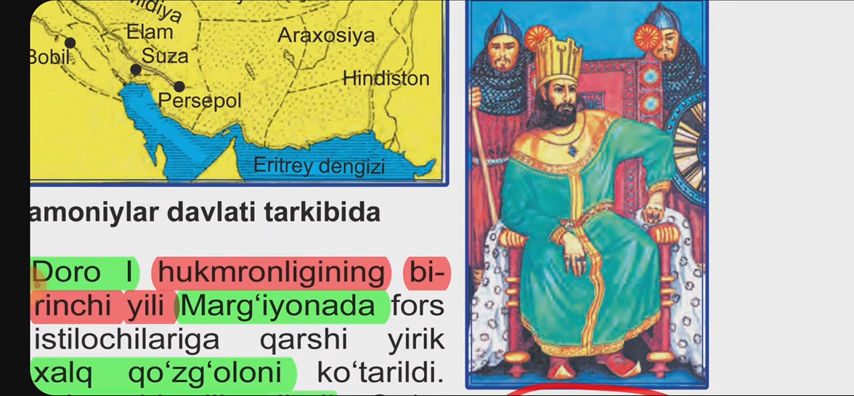 Elam
Araxosiya
Bobil
Suza
Hindiston
Persepol
Eritrey dengizi
amoniylar davlati tarkibida
Doro I hukmronligining bi-
rinchi yili Marg‘iyonada fors
istilochilariga qarshi yirik
xalq qo‘zg‘oloni ko‘tarildi.